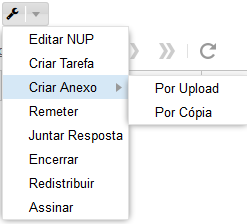 Editar NUP
Criar Tarefa
Criar Anexo
Por Upload
Por Cópia
Remeter
Juntar Resposta
Encerrar
Redistribuir
Assinar